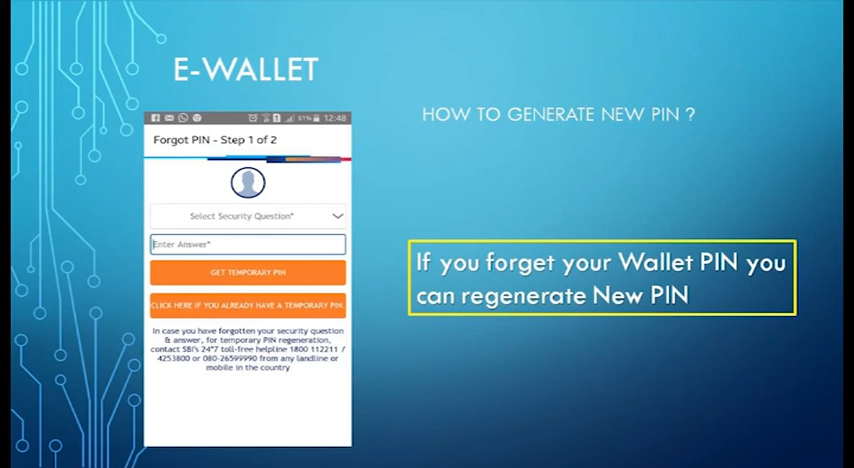 E-WALLET
HOW TO GENERATE NEW PIN ?
51% 12:48
Forgot PIN - Step 1 of 2
Select Security Question*
Enter Answer*
GET TEMPORARY PIN
CLICK HERE IF YOU ALREADY HAVE A TEMPORARY PIN.
In case you have forgotten your security question
& answer, for temporary PIN regeneration,
contact SBI's 24*7 toll-free helpline 1800 112211 /
4253800 or 080-26599990 from any landline or
mobile in the country
If you forget your Wallet PIN you
can regenerate New PIN